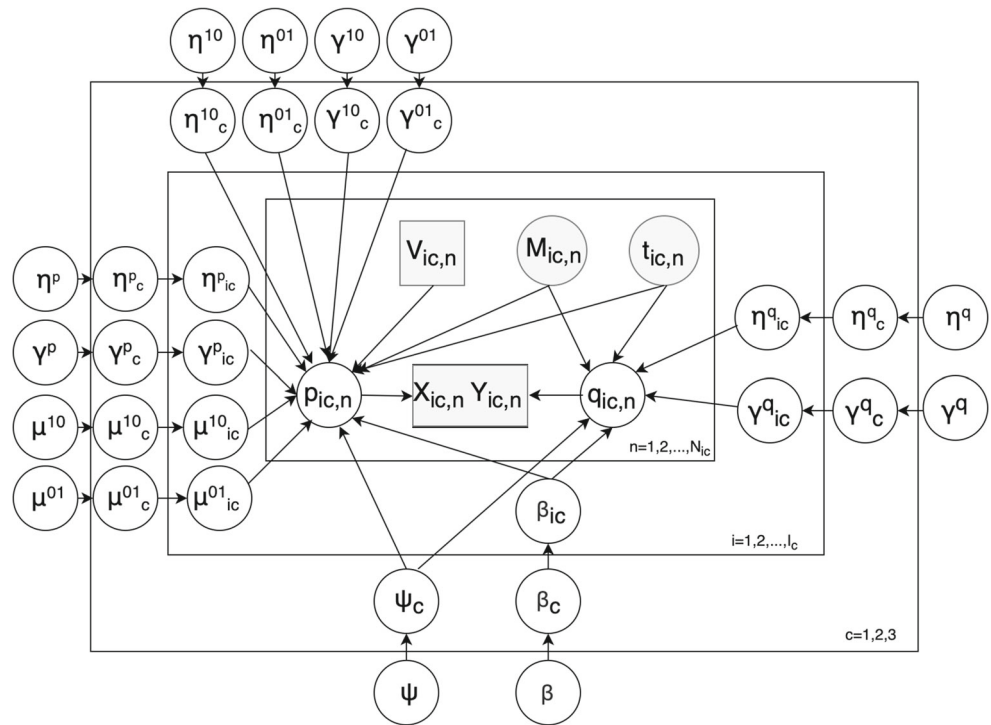 η¹⁰ η⁰¹ γ¹⁰ γ⁰¹
η¹⁰c η⁰¹c γ¹⁰c γ⁰¹c
Vic,n Mic,n tic,n
ηᵖ ηᵖc ηᵖic
ηqic ηqc ηq
γᵖ γᵖc γᵖic
pic,n Xic,n Yic,n qic,n
γqic γqc γq
μ¹⁰ μ¹⁰c μ¹⁰ic
n=1,2,...,Nic
μ⁰¹ μ⁰¹c μ⁰¹ic
βic
i=1,2,...,Ic
ψc βc
c=1,2,3
ψ β